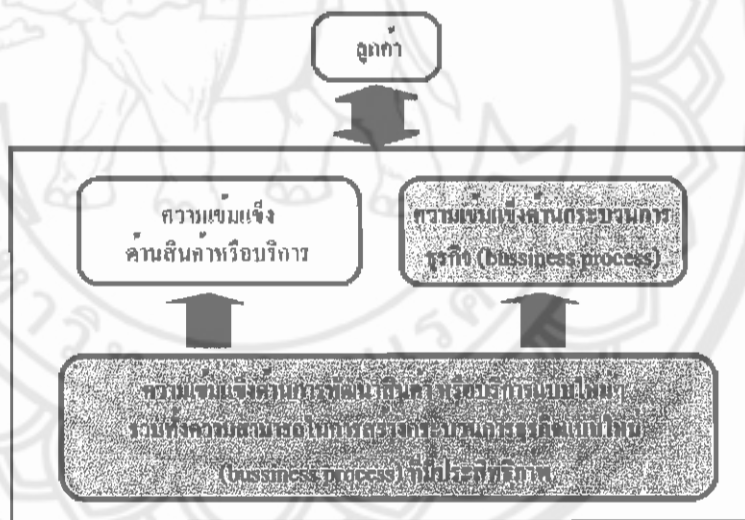 ลูกค้า
ความเข้มแข็ง
ด้านสินค้าหรือบริการ
ความเข้มแข็งด้านกระบวนการ
ธุรกิจ (bussiness process)
ความเข้มแข็งด้านการพัฒนาสินค้าหรือบริการแบบใหม่ๆ
รวมทั้งความสามารถในการสร้างกระบวนการธุรกิจแบบใหม่
(bussiness process) ที่มีประสิทธิภาพ